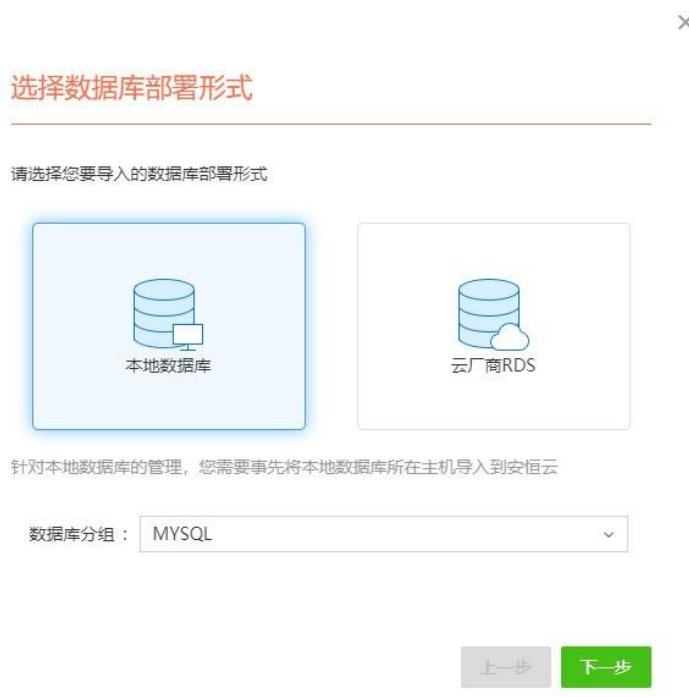 选择数据库部署形式
请选择您要导入的数据库部署形式
本地数据库
云厂商RDS
针对本地数据库的管理，您需要事先将本地数据库所在主机导入到安恒云
数据库分组： MYSQL
上一步 下一步